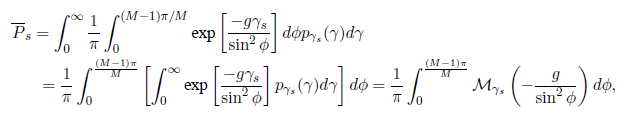 \overline{P}_s = \int_0^{\infty} \frac{1}{\pi} \int_0^{(M-1)\pi/M} \exp\left[\frac{-g\gamma_s}{\sin^2\phi}\right] d\phi p_{\gamma_s}(\gamma)d\gamma
= \frac{1}{\pi} \int_0^{\frac{(M-1)\pi}{M}} \left[\int_0^{\infty} \exp\left[\frac{-g\gamma_s}{\sin^2\phi}\right] p_{\gamma_s}(\gamma)d\gamma\right] d\phi = \frac{1}{\pi} \int_0^{\frac{(M-1)\pi}{M}} \mathcal{M}_{\gamma_s}\left(-\frac{g}{\sin^2\phi}\right) d\phi,